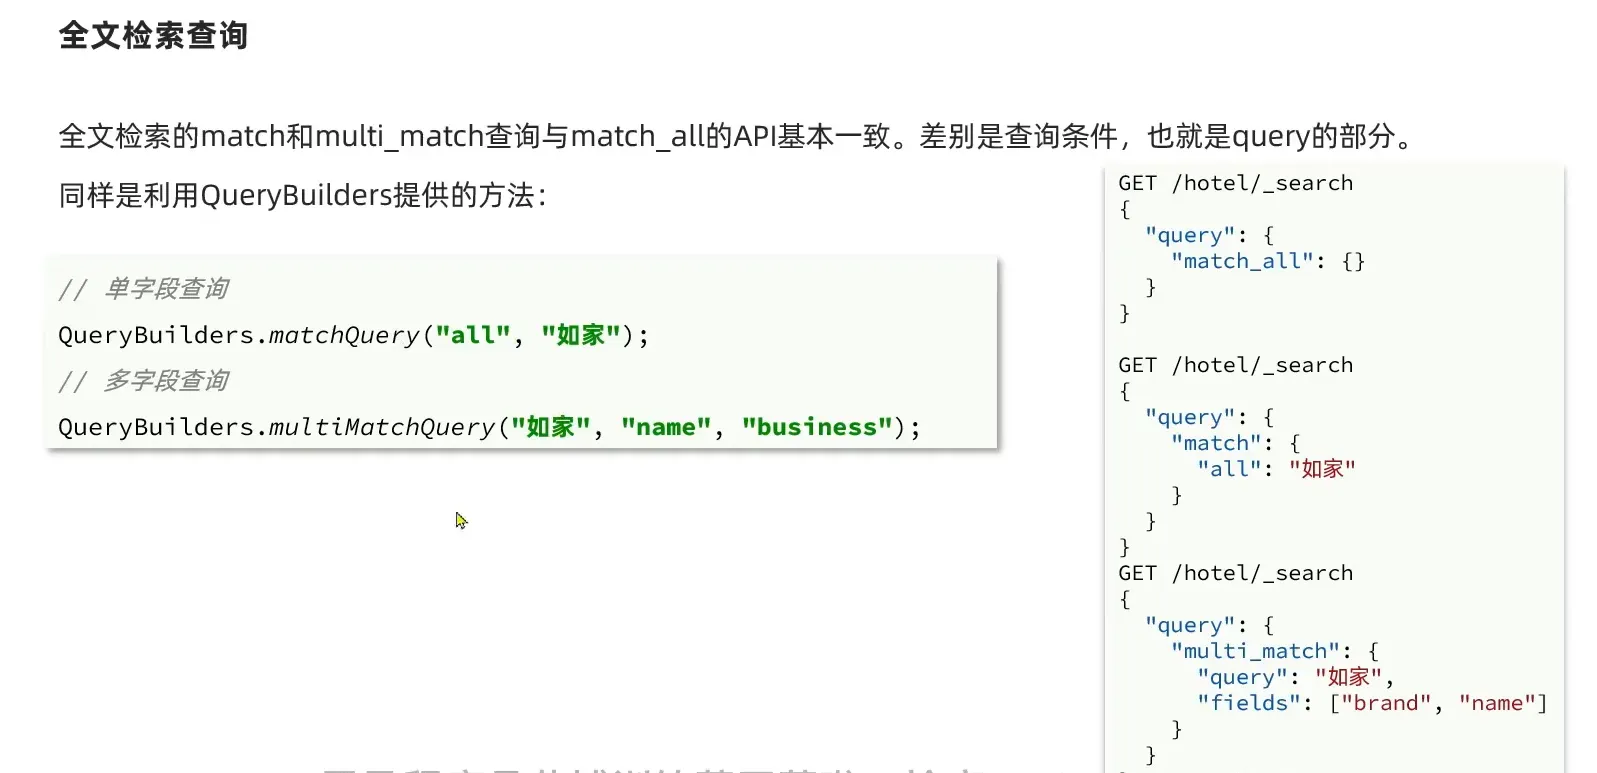 全文检索查询
全文检索的match和multi_match查询与match_all的API基本一致。差别是查询条件，也就是query的部分。
同样是利用QueryBuilders提供的方法：
// 单字段查询
QueryBuilders.matchQuery("all", "如家");
// 多字段查询
QueryBuilders.multiMatchQuery("如家", "name", "business");
GET /hotel/_search
{
  "query": {
    "match_all": {}
  }
}
GET /hotel/_search
{
  "query": {
    "match": {
      "all": "如家"
    }
  }
}
GET /hotel/_search
{
  "query": {
    "multi_match": {
      "query": "如家",
      "fields": ["brand", "name"]
    }
  }